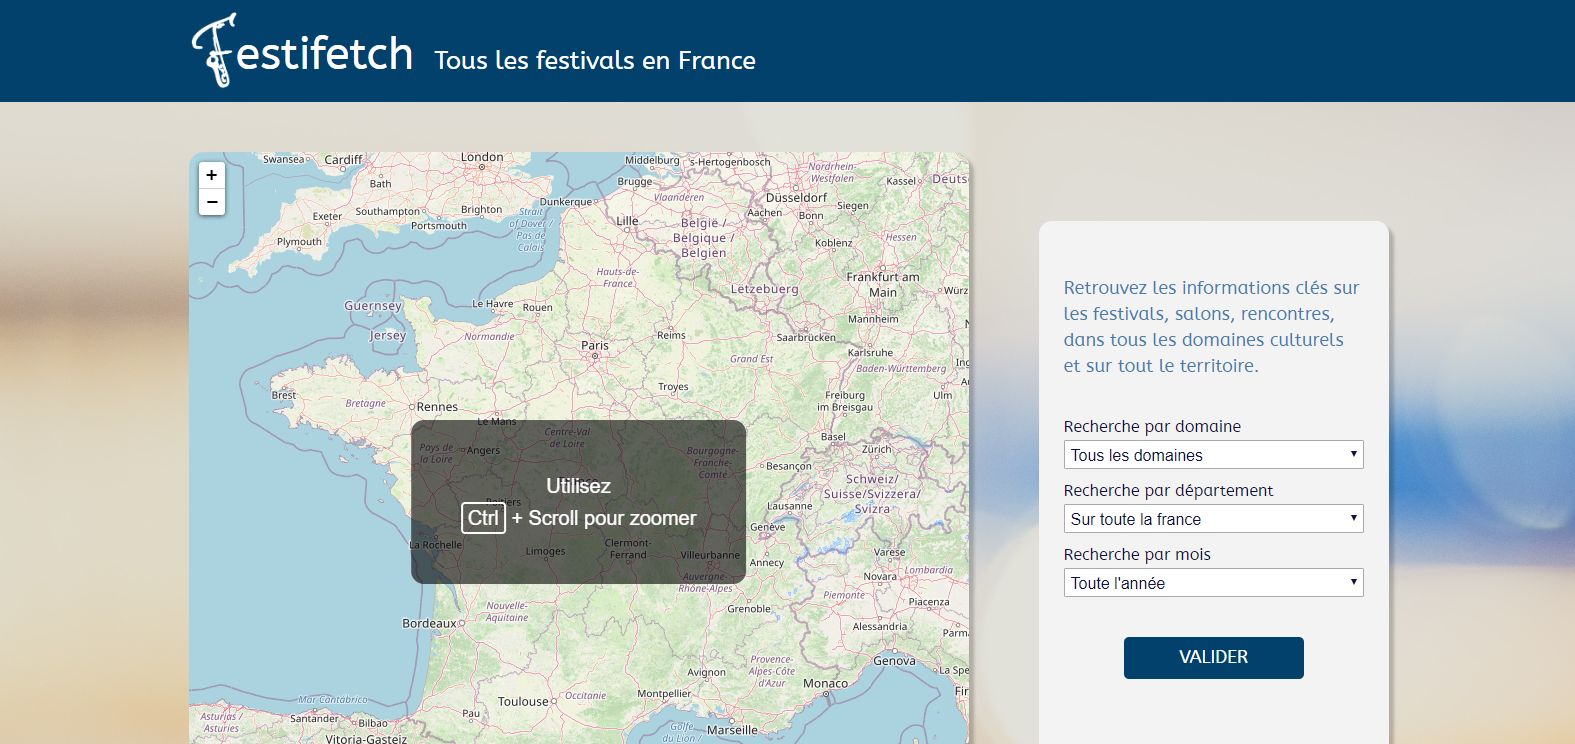 Festifetch Tous les festivals en France
+
−
Swansea
Cardiff
London
Bath
Exeter
Southampton
Brighton
Portsmouth
Plymouth
Middelburg
's-Hertogenbosch
Brugge
Vlaanderen
Dunkerque
Strait
of Dover /
Pas de
Calais
Lille
België /
Belgique /
Belgien
Nordrhein-
Westfalen
Kassel
Deuts
Düsseldorf
Siegen
Aachen
Bonn
Koblenz
Hessen
Frankfurt am
Main
Würz
Hauts-de-
France
Letzebuerg
Guernsey
Jersey
Le Havre
Rouen
Normandie
Paris
Reims
Mannheim
Saarbrücken
Karlsruhe
Grand Est
Baden-Württemberg
Brest
Bretagne
Rennes
Troyes
Freiburg
im Breisgau
Ulm
Le Mans
Pays de
la Loire
Angers
Centre-Val
de Loire
Bourgogne-
Franche-
Comté
Basel
Zürich
Besançon
Schweiz/
Suisse/Svizzera/
Svizra
Lausanne
Genève
Utilisez
Ctrl + Scroll pour zoomer
Poitiers
La Rochelle
Limoges
Clermont-
Ferrand
Villeurbanne
Auvergne-
Rhône-Alpes
Annecy
Varese
Lombardia
Novara
Piemonte
Piacenza
Grenoble
Bordeaux
Nouvelle-
Aquitaine
Alessandria
Parm
Genova
La Spe
Provence-
Alpes-Côte
d'Azur
Avignon
Monaco
Fir
Toulouse
Occitanie
Montpellier
Marseille
Golfe
du Lion /
Pau
Mar Cantábrico
Asturias /
Asturies
Santander
Bilbao
Vitoria-Gasteiz
Retrouvez les informations clés sur
les festivals, salons, rencontres,
dans tous les domaines culturels
et sur tout le territoire.
Recherche par domaine
Tous les domaines
Recherche par département
Sur toute la france
Recherche par mois
Toute l'année
VALIDER